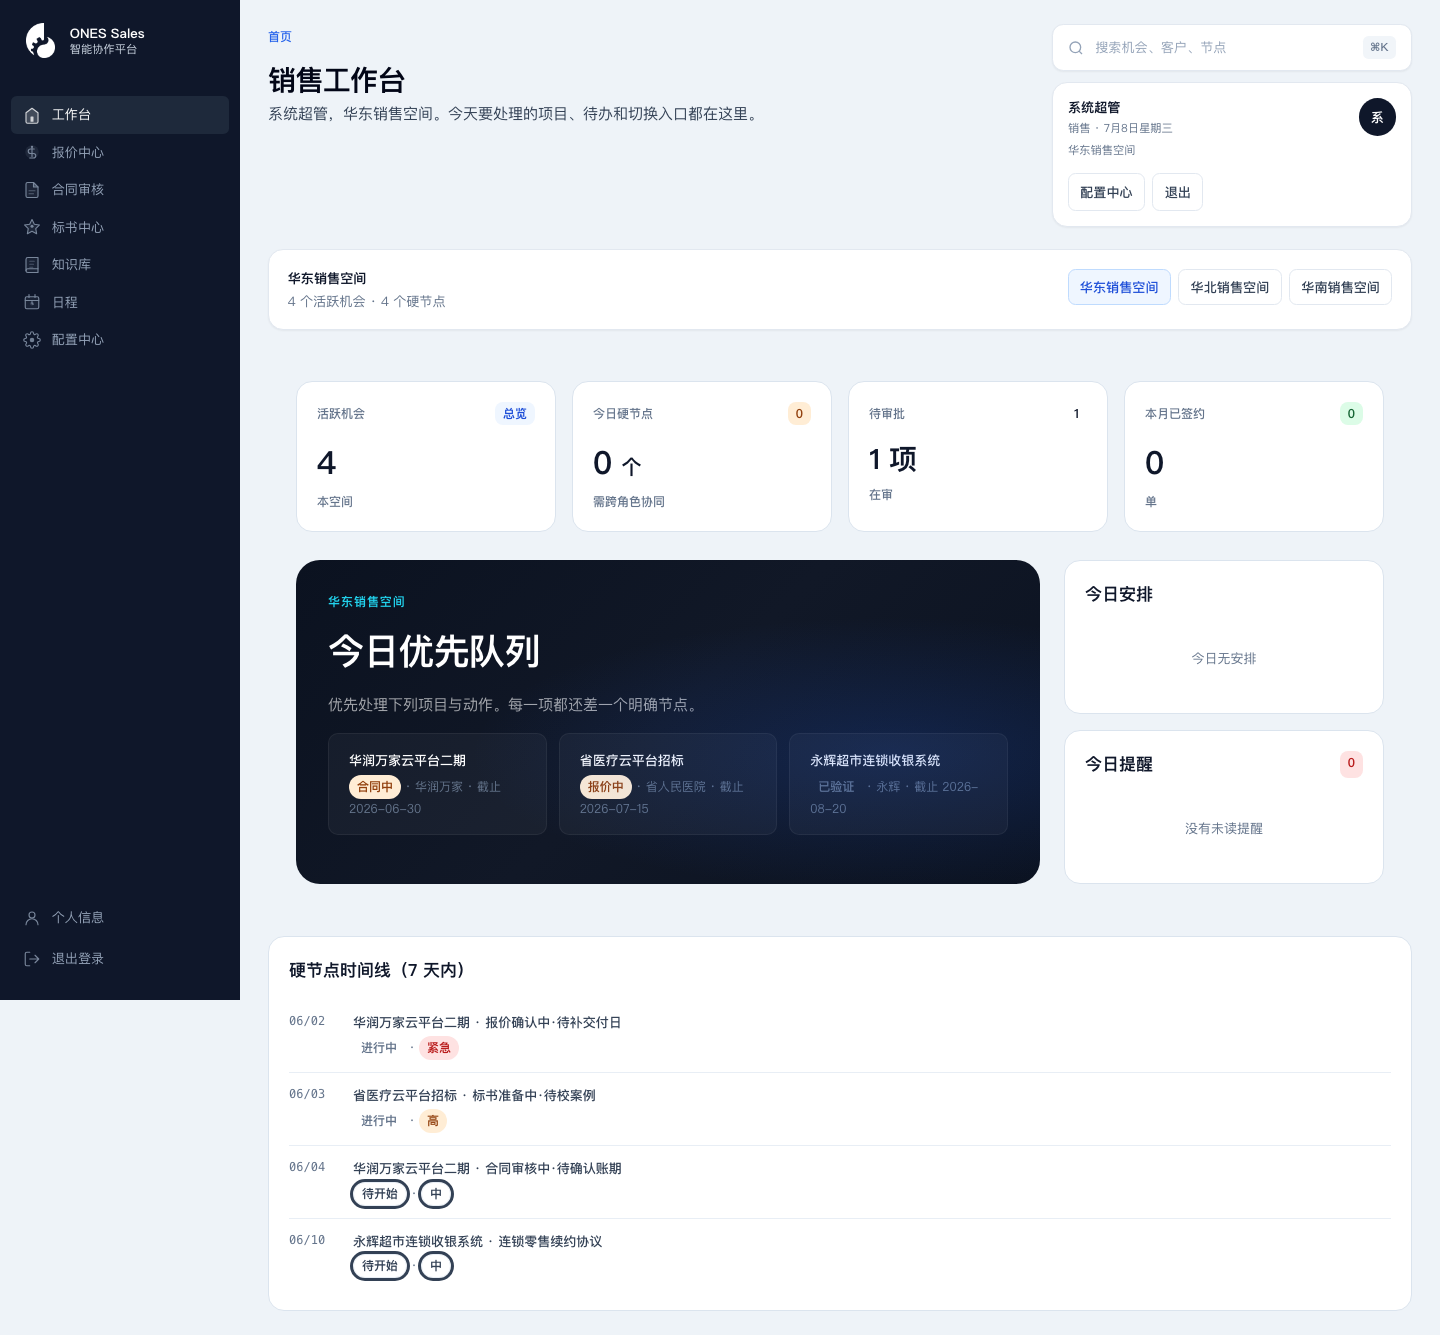 ONES Sales
智能协作平台
工作台
报价中心
合同审核
标书中心
知识库
日程
配置中心
个人信息
退出登录
首页
销售工作台
系统超管，华东销售空间。今天要处理的项目、待办和切换入口都在这里。
搜索机会、客户、节点
⌘K
系统超管
销售 · 7月8日星期三
华东销售空间
系
配置中心
退出
华东销售空间
4 个活跃机会 · 4 个硬节点
华东销售空间
华北销售空间
华南销售空间
活跃机会
总览
4
本空间
今日硬节点
0
0 个
需跨角色协同
待审批
1
1 项
在审
本月已签约
0
0
单
华东销售空间
今日优先队列
优先处理下列项目与动作。每一项都还差一个明确节点。
华润万家云平台二期
合同中 · 华润万家 · 截止
2026-06-30
省医疗云平台招标
报价中 · 省人民医院 · 截止
2026-07-15
永辉超市连锁收银系统
已验证 · 永辉 · 截止 2026-
08-20
今日安排
今日无安排
今日提醒
0
没有未读提醒
硬节点时间线（7 天内）
06/02
华润万家云平台二期 · 报价确认中·待补交付日
进行中 · 紧急
06/03
省医疗云平台招标 · 标书准备中·待校案例
进行中 · 高
06/04
华润万家云平台二期 · 合同审核中·待确认账期
待开始 · 中
06/10
永辉超市连锁收银系统 · 连锁零售续约协议
待开始 · 中